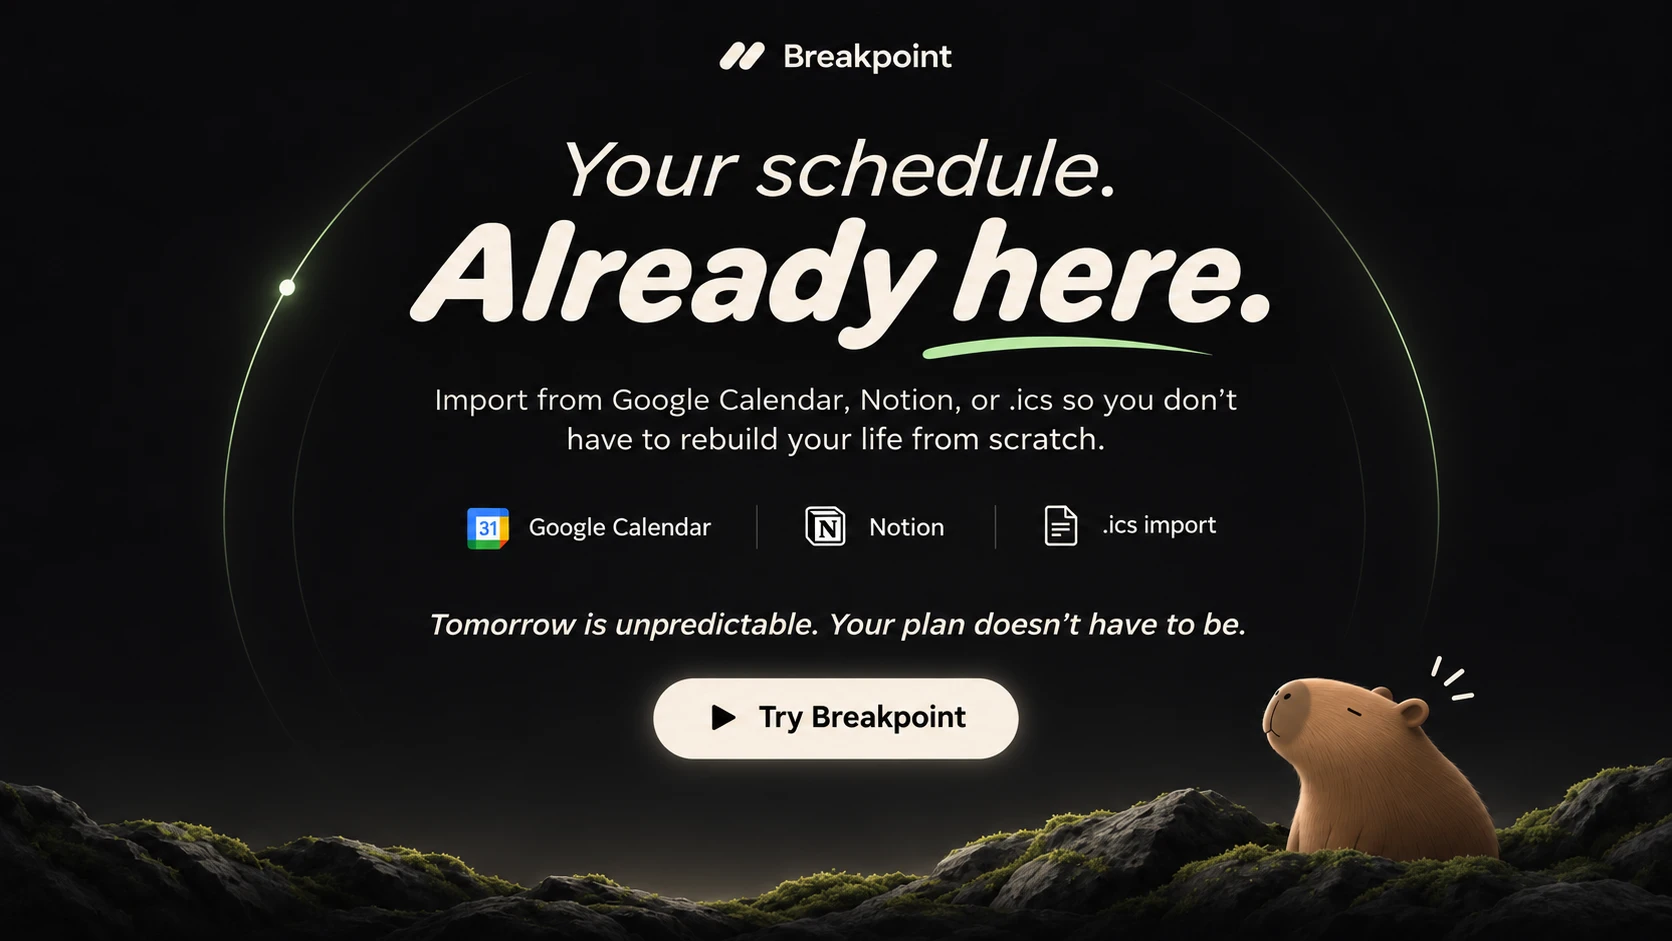 Breakpoint
Your schedule.
Already here.
Import from Google Calendar, Notion, or .ics so you don’t
have to rebuild your life from scratch.
31 Google Calendar
N Notion
.ics import
Tomorrow is unpredictable. Your plan doesn’t have to be.
Try Breakpoint